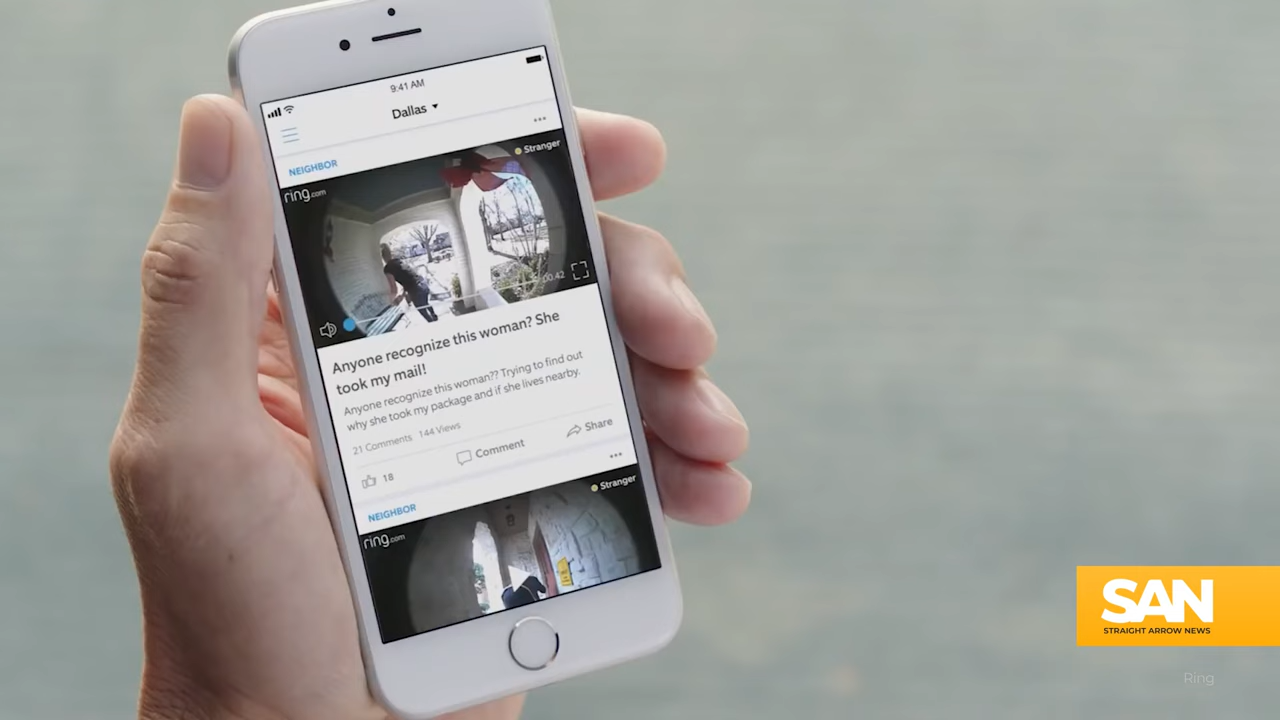 9:41 AM
Dallas
NEIGHBOR
Stranger
ring.com
00:42
Anyone recognize this woman? She
took my mail!
Anyone recognize this woman?? Trying to find out
why she took my package and if she lives nearby.
21 Comments 144 Views
18
Comment
Share
NEIGHBOR
Stranger
ring.com
SAN
STRAIGHT ARROW NEWS
Ring